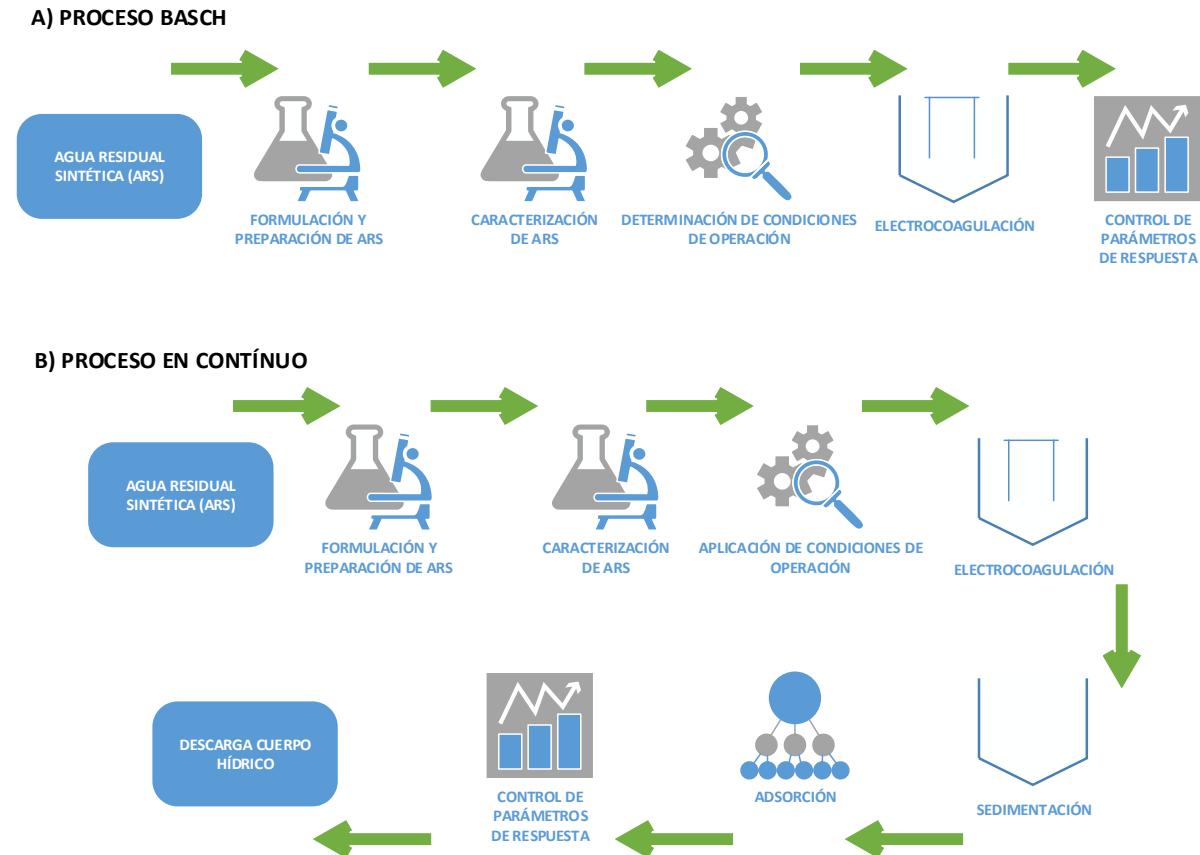 A) PROCESO BASCH
AGUA RESIDUAL
SINTÉTICA (ARS)
FORMULACIÓN Y
PREPARACIÓN DE ARS
CARACTERIZACIÓN
DE ARS
DETERMINACIÓN DE CONDICIONES
DE OPERACIÓN
ELECTROCOAGULACIÓN
CONTROL DE
PARÁMETROS
DE RESPUESTA
B) PROCESO EN CONTÍNUO
AGUA RESIDUAL
SINTÉTICA (ARS)
FORMULACIÓN Y
PREPARACIÓN DE ARS
CARACTERIZACIÓN
DE ARS
APLICACIÓN DE CONDICIONES DE
OPERACIÓN
ELECTROCOAGULACIÓN
SEDIMENTACIÓN
ADSORCIÓN
CONTROL DE
PARÁMETROS
DE RESPUESTA
DESCARGA CUERPO
HÍDRICO